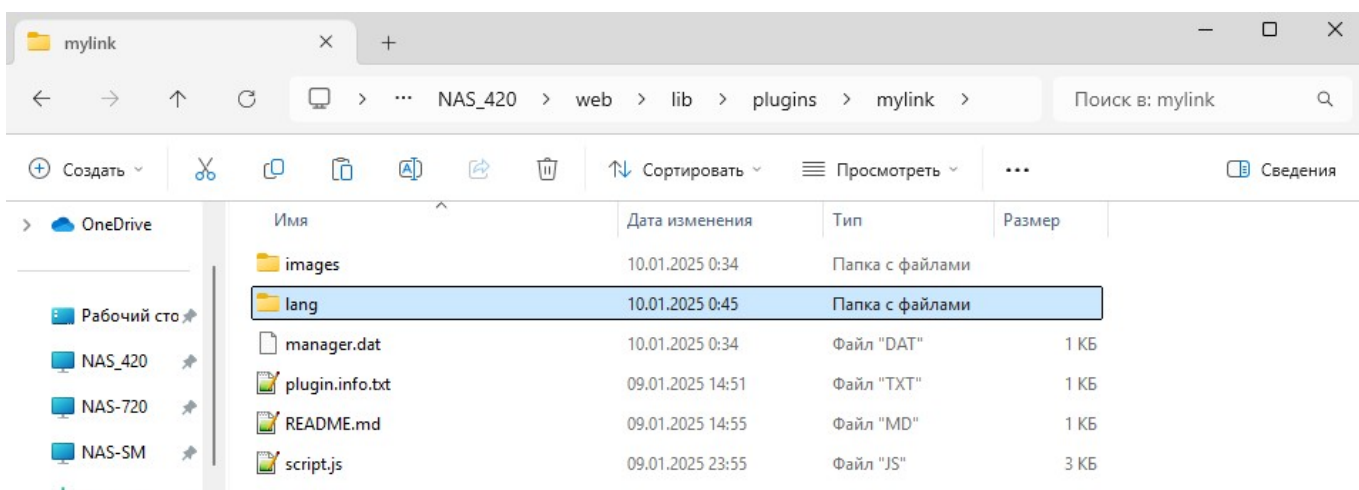 mylink
NAS_420 > web > lib > plugins > mylink >
Поиск в: mylink
Создать
Сортировать
Просмотреть
Сведения
Имя
Дата изменения
Тип
Размер
OneDrive
Рабочий сто
NAS_420
NAS-720
NAS-SM
images 10.01.2025 0:34 Папка с файлами
lang 10.01.2025 0:45 Папка с файлами
manager.dat 10.01.2025 0:34 Файл "DAT" 1 КБ
plugin.info.txt 09.01.2025 14:51 Файл "TXT" 1 КБ
README.md 09.01.2025 14:55 Файл "MD" 1 КБ
script.js 09.01.2025 23:55 Файл "JS" 3 КБ